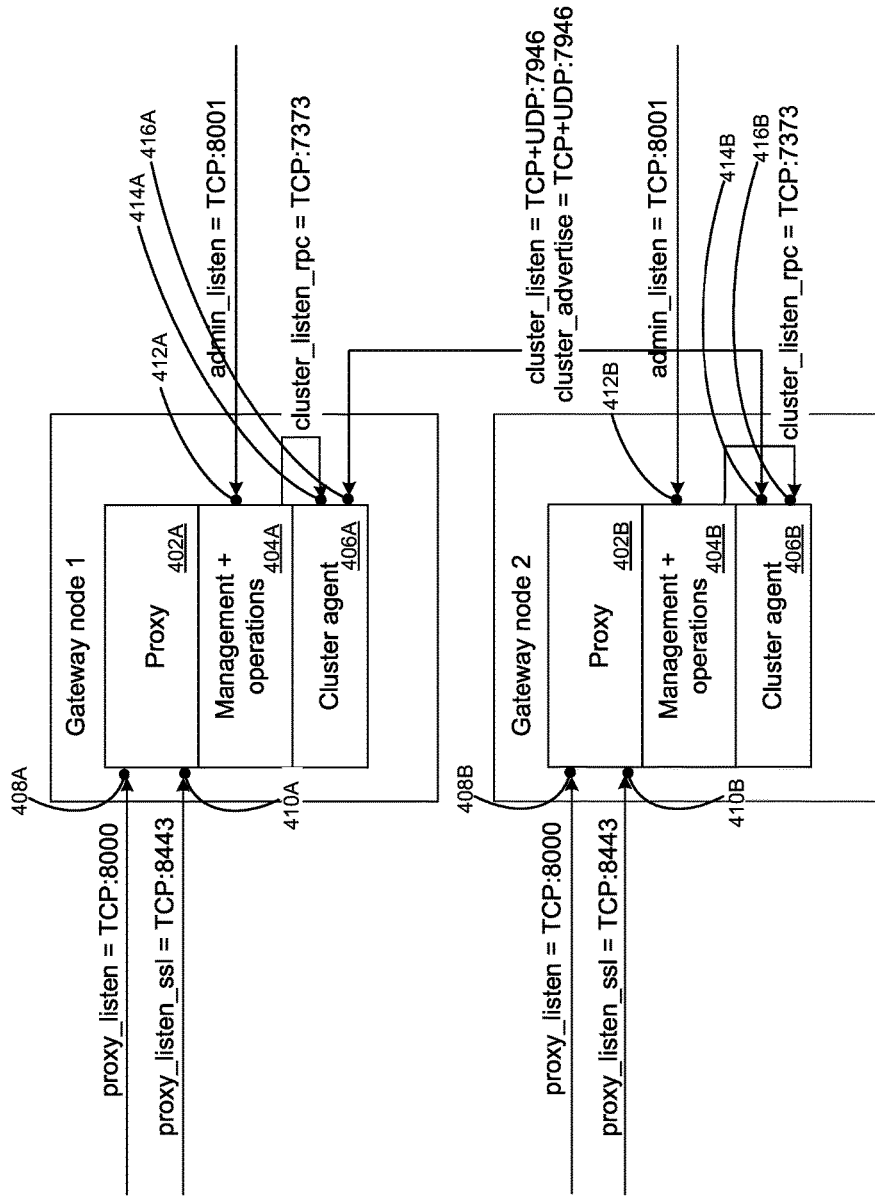 Gateway node 1
408A
proxy_listen = TCP:8000
proxy_listen_ssl = TCP:8443
410A
Proxy
402A
Management +
operations
404A
Cluster agent
406A
412A
414A
416A
admin_listen = TCP:8001
cluster_listen_rpc = TCP:7373
cluster_listen = TCP+UDP:7946
cluster_advertise = TCP+UDP:7946
Gateway node 2
408B
proxy_listen = TCP:8000
proxy_listen_ssl = TCP:8443
410B
Proxy
402B
Management +
operations
404B
Cluster agent
406B
412B
admin_listen = TCP:8001
414B
416B
cluster_listen_rpc = TCP:7373